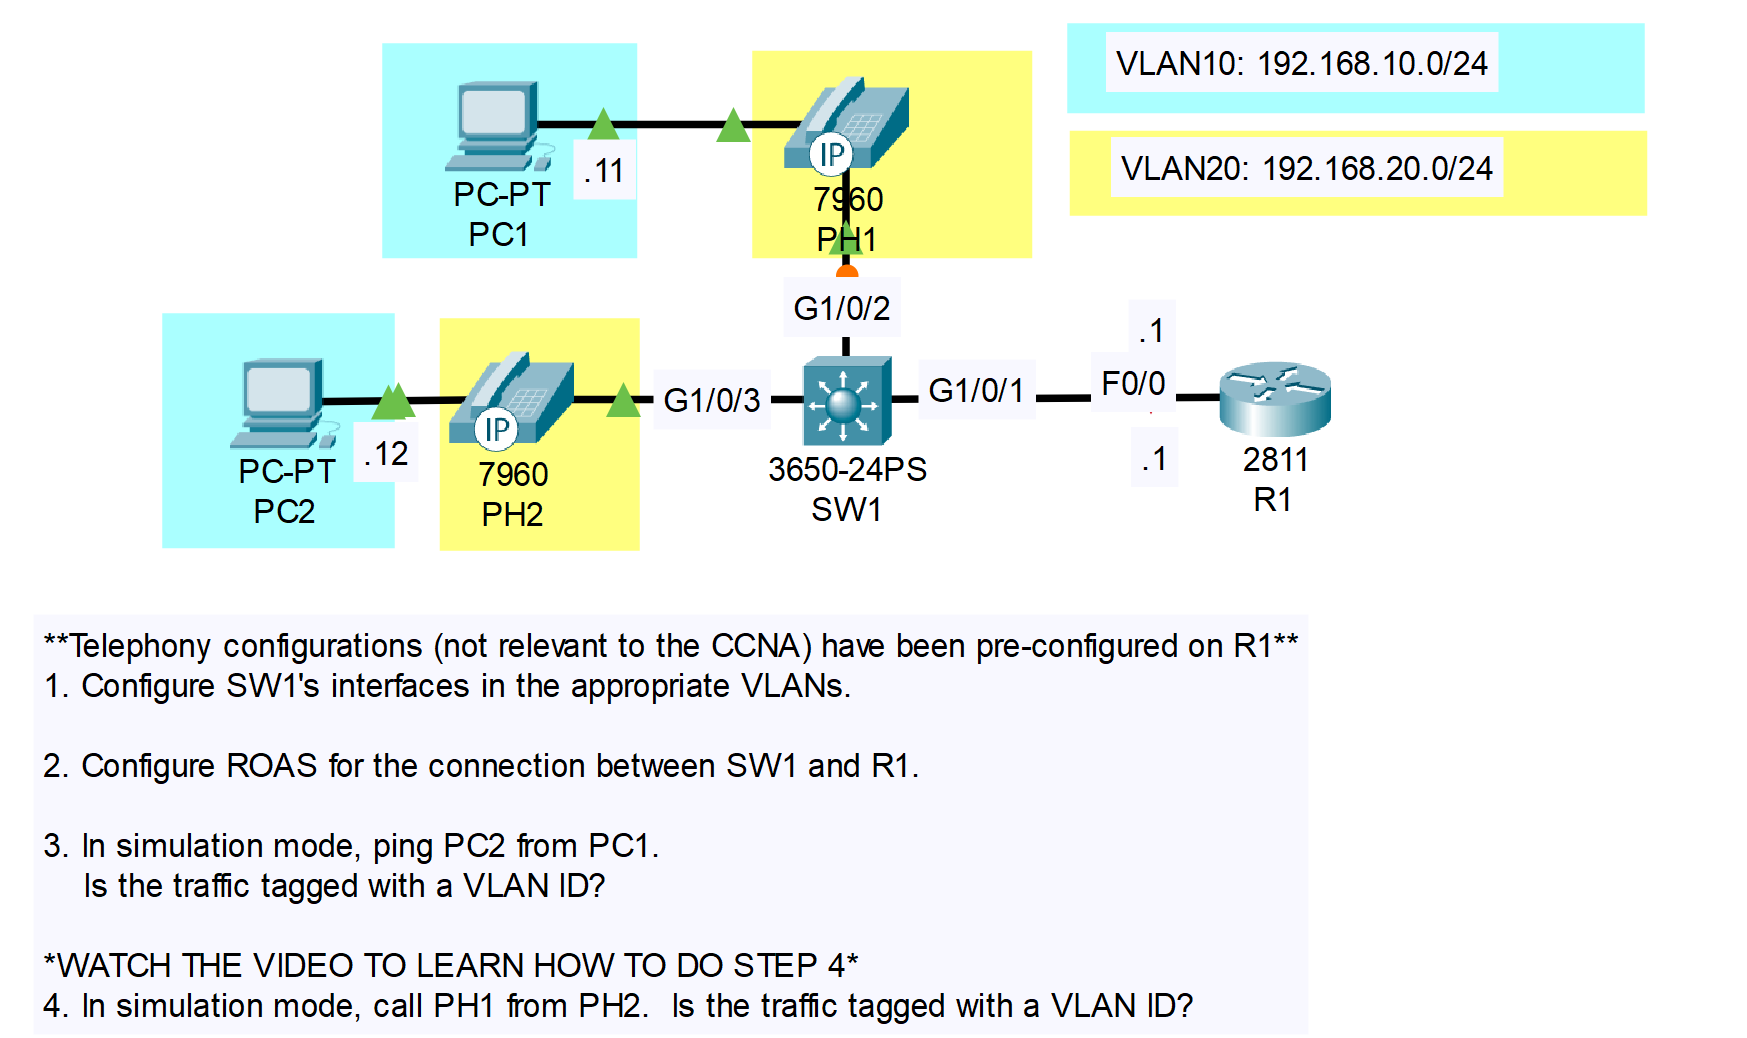 VLAN10: 192.168.10.0/24
VLAN20: 192.168.20.0/24
IP
.11
PC-PT
PC1
7960
PH1
G1/0/2
.1
G1/0/3
G1/0/1
F0/0
IP
.12
.1
PC-PT
PC2
7960
PH2
3650-24PS
SW1
2811
R1
**Telephony configurations (not relevant to the CCNA) have been pre-configured on R1**
1. Configure SW1's interfaces in the appropriate VLANs.
2. Configure ROAS for the connection between SW1 and R1.
3. In simulation mode, ping PC2 from PC1.
Is the traffic tagged with a VLAN ID?
*WATCH THE VIDEO TO LEARN HOW TO DO STEP 4*
4. In simulation mode, call PH1 from PH2. Is the traffic tagged with a VLAN ID?